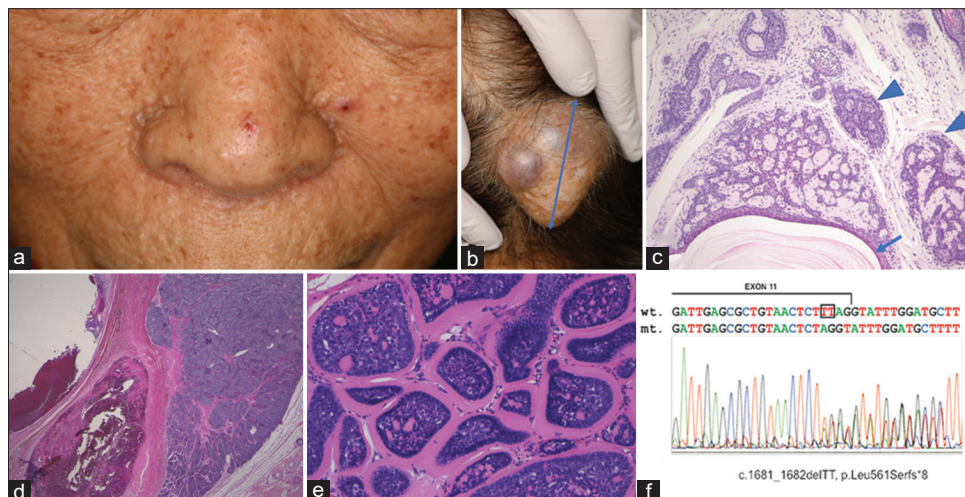 a
b
c
d
e
f
EXON 11
wt. GATTGAGCGCTGTAACTCTTTAGGTATTTGGATGCTT
mt. GATTGAGCGCTGTAACTCTAGGTATTTGGATGCTTTT
c.1681_1682delTT, p.Leu561Serfs*8